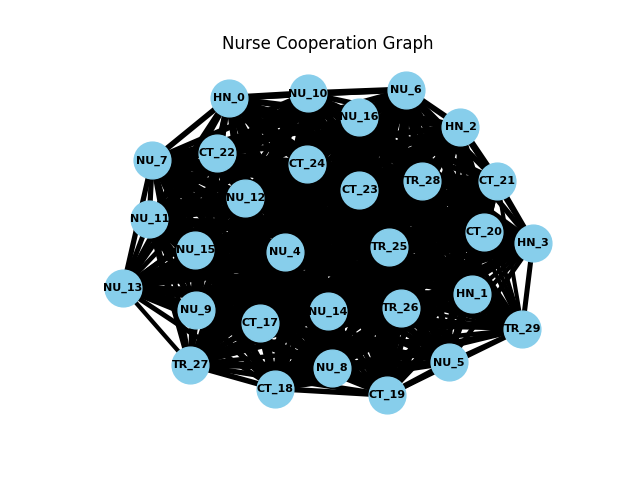 Nurse Cooperation Graph
NU_6
NU_10
HN_0
NU_16
HN_2
CT_22
NU_7
CT_24
TR_28
CT_21
CT_23
NU_12
NU_11
CT_20
HN_3
TR_25
NU_15
NU_4
NU_13
HN_1
TR_26
NU_9
NU_14
CT_17
TR_29
NU_5
TR_27
NU_8
CT_18
CT_19